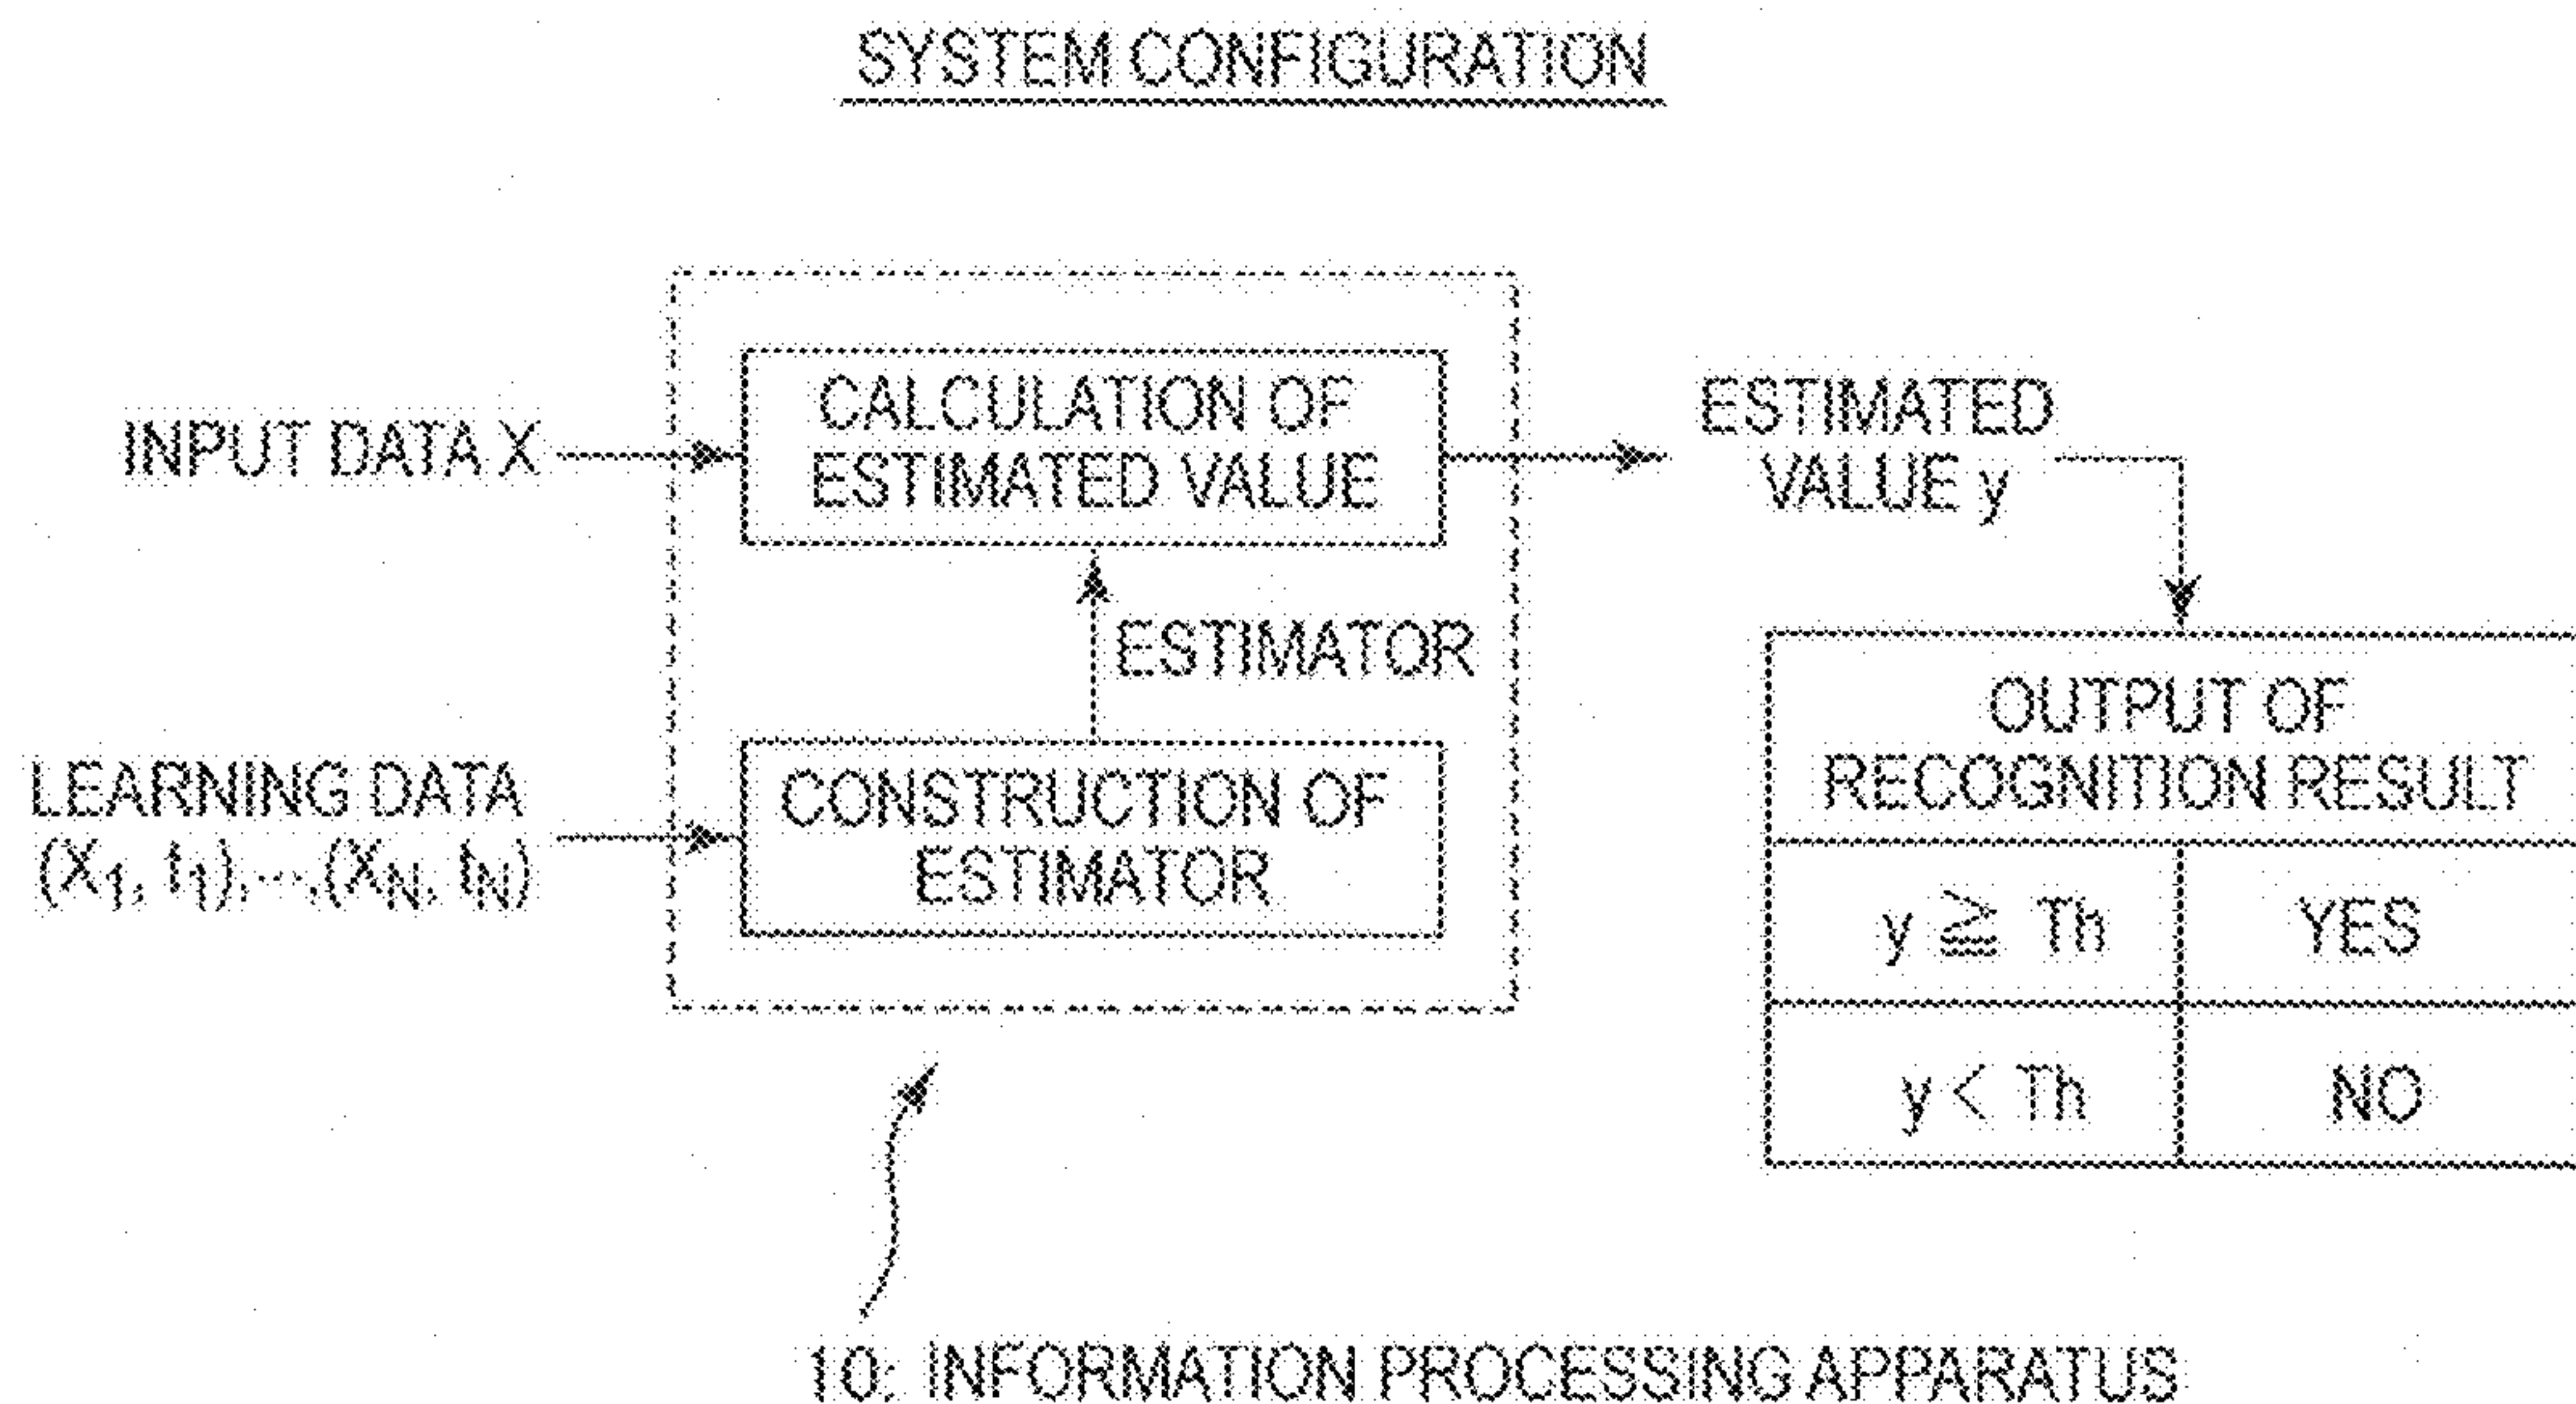 SYSTEM CONFIGURATION
INPUT DATA X
CALCULATION OF
ESTIMATED VALUE
ESTIMATED
VALUE y
ESTIMATOR
LEARNING DATA
(X1, t1),...,(XN, tN)
CONSTRUCTION OF
ESTIMATOR
OUTPUT OF
RECOGNITION RESULT
y ≧ Th YES
y < Th NO
10: INFORMATION PROCESSING APPARATUS